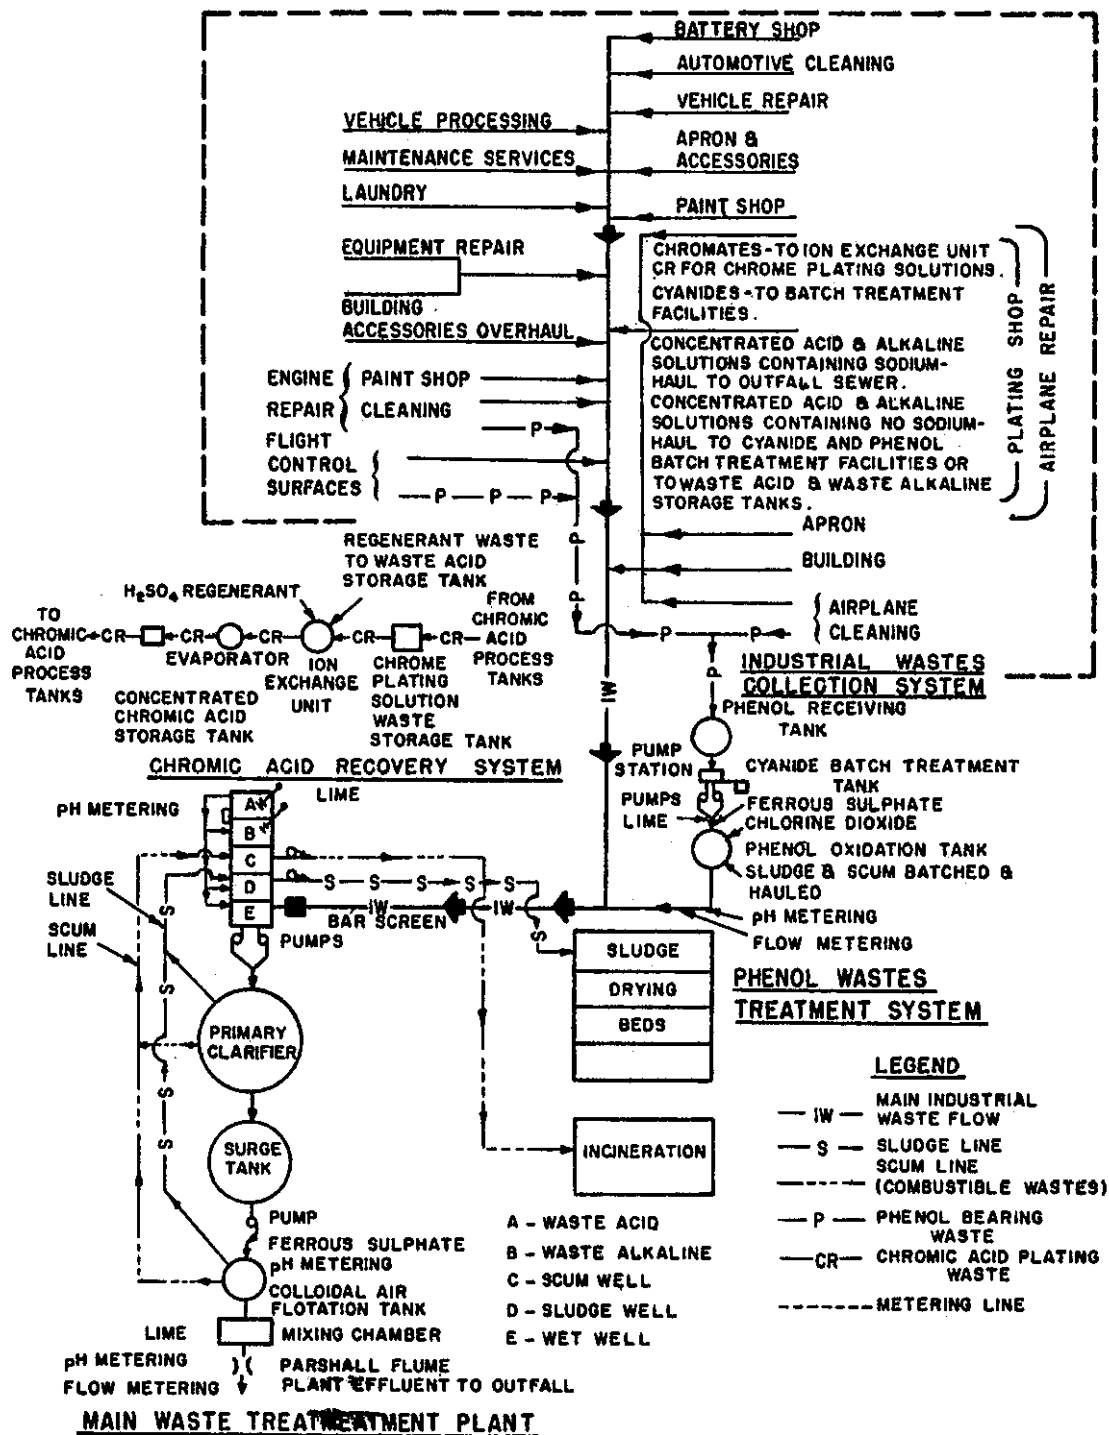 BATTERY SHOP
AUTOMOTIVE CLEANING
VEHICLE REPAIR
VEHICLE PROCESSING
APRON &
ACCESSORIES
MAINTENANCE SERVICES
LAUNDRY
PAINT SHOP
EQUIPMENT REPAIR
BUILDING
ACCESSORIES OVERHAUL
CHROMATES-TO ION EXCHANGE UNIT
CR FOR CHROME PLATING SOLUTIONS.
CYANIDES-TO BATCH TREATMENT
FACILITIES.
CONCENTRATED ACID & ALKALINE
SOLUTIONS CONTAINING SODIUM-
HAUL TO OUTFALL SEWER.
CONCENTRATED ACID & ALKALINE
SOLUTIONS CONTAINING NO SODIUM-
HAUL TO CYANIDE AND PHENOL
BATCH TREATMENT FACILITIES OR
TO WASTE ACID & WASTE ALKALINE
STORAGE TANKS.
PLATING SHOP
AIRPLANE REPAIR
ENGINE
REPAIR
PAINT SHOP
CLEANING
P
FLIGHT
CONTROL
SURFACES
P P P
APRON
BUILDING
AIRPLANE
CLEANING
P
P
P P
P
IW
INDUSTRIAL WASTES
COLLECTION SYSTEM
REGENERANT WASTE
TO WASTE ACID
STORAGE TANK
H2SO4 REGENERANT
TO
CHROMIC
ACID
PROCESS
TANKS
CR CR CR CR CR
FROM
CHROMIC
ACID
PROCESS
TANKS
EVAPORATOR
ION
EXCHANGE
UNIT
CHROME
PLATING
SOLUTION
WASTE
STORAGE TANK
CONCENTRATED
CHROMIC ACID
STORAGE TANK
CHROMIC ACID RECOVERY SYSTEM
PHENOL RECEIVING
TANK
PUMP
STATION
CYANIDE BATCH TREATMENT
TANK
PUMPS
LIME
FERROUS SULPHATE
CHLORINE DIOXIDE
PHENOL OXIDATION TANK
SLUDGE & SCUM BATCHED &
HAULED
pH METERING
FLOW METERING
PHENOL WASTES
TREATMENT SYSTEM
pH METERING
LIME
A
B
C
D
E
S S S S S
S
IW IW
BAR SCREEN
SLUDGE
LINE
SCUM
LINE
PUMPS
S
S
S
PRIMARY
CLARIFIER
SURGE
TANK
PUMP
FERROUS SULPHATE
pH METERING
COLLOIDAL AIR
FLOTATION TANK
LIME
MIXING CHAMBER
pH METERING
FLOW METERING
PARSHALL FLUME
PLANT EFFLUENT TO OUTFALL
MAIN WASTE TREATMEATMENT PLANT
SLUDGE
DRYING
BEDS
INCINERATION
A - WASTE ACID
B - WASTE ALKALINE
C - SCUM WELL
D - SLUDGE WELL
E - WET WELL
LEGEND
IW MAIN INDUSTRIAL
WASTE FLOW
S SLUDGE LINE
SCUM LINE
(COMBUSTIBLE WASTES)
P PHENOL BEARING
WASTE
CR CHROMIC ACID PLATING
WASTE
METERING LINE